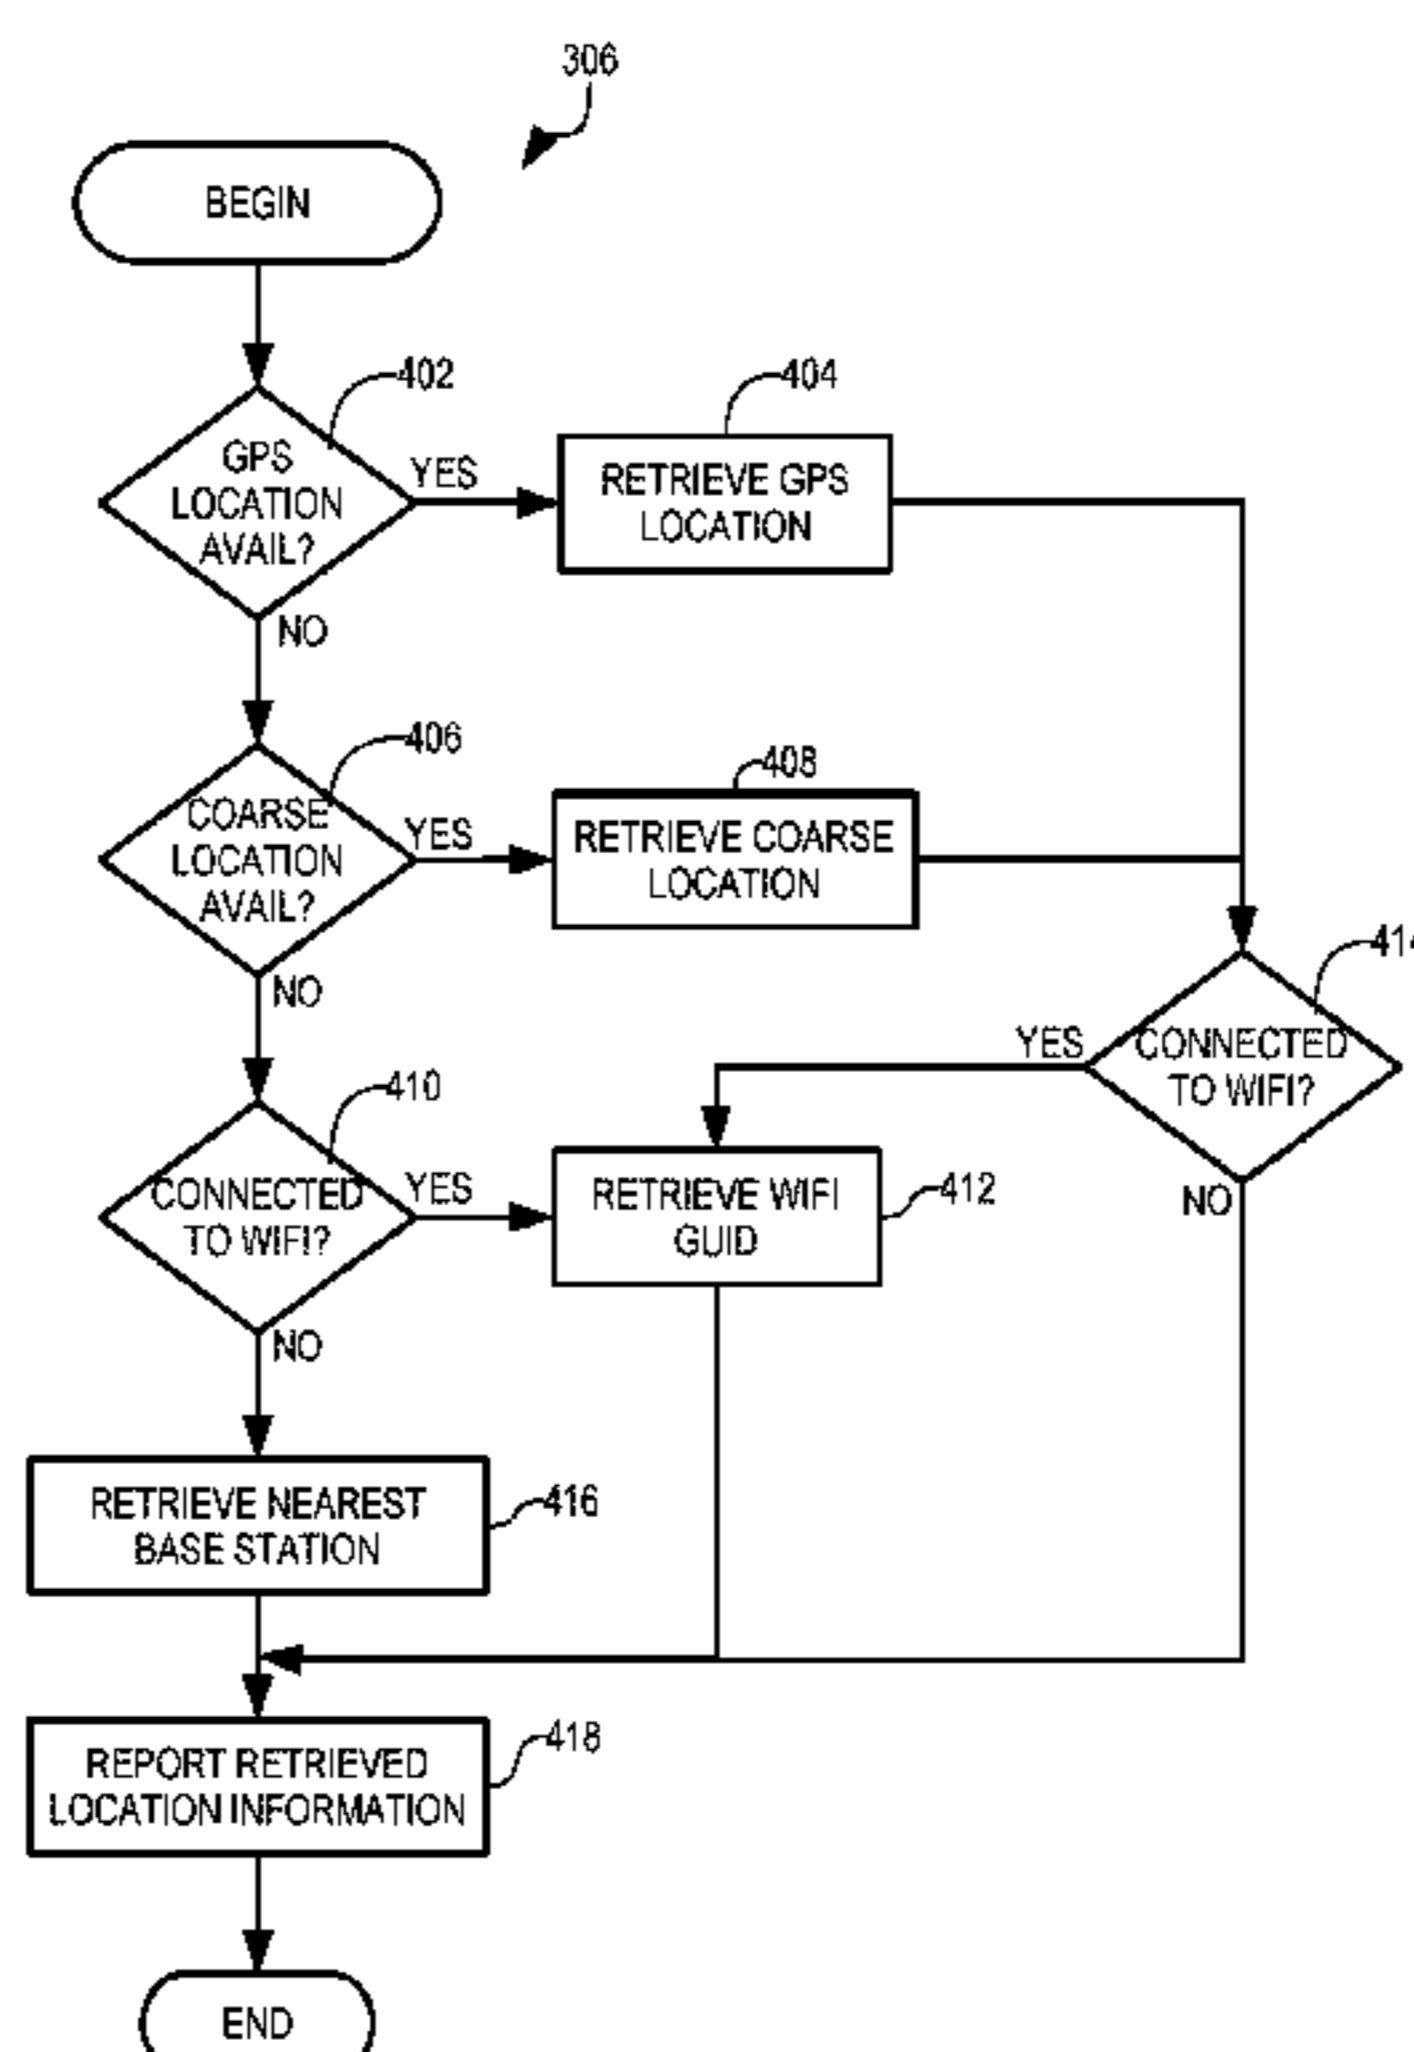 306
BEGIN
402
GPS
LOCATION
AVAIL?
YES
NO
404
RETRIEVE GPS
LOCATION
406
COARSE
LOCATION
AVAIL?
YES
NO
408
RETRIEVE COARSE
LOCATION
414
CONNECTED
TO WIFI?
YES
NO
410
CONNECTED
TO WIFI?
YES
NO
412
RETRIEVE WIFI
GUID
416
RETRIEVE NEAREST
BASE STATION
418
REPORT RETRIEVED
LOCATION INFORMATION
END